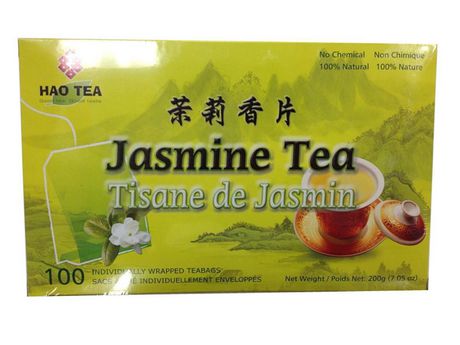 No Chemical Non Chimique
100% Natural 100% Nature
HAO TEA
茉莉香片
Jasmine Tea
Tisane de Jasmin
100 INDIVIDUALLY WRAPPED TEABAGS
INDIVIDUELLEMENT ENVELOPPÉS
Net Weight / Poids Net: 200g (7.05 oz)